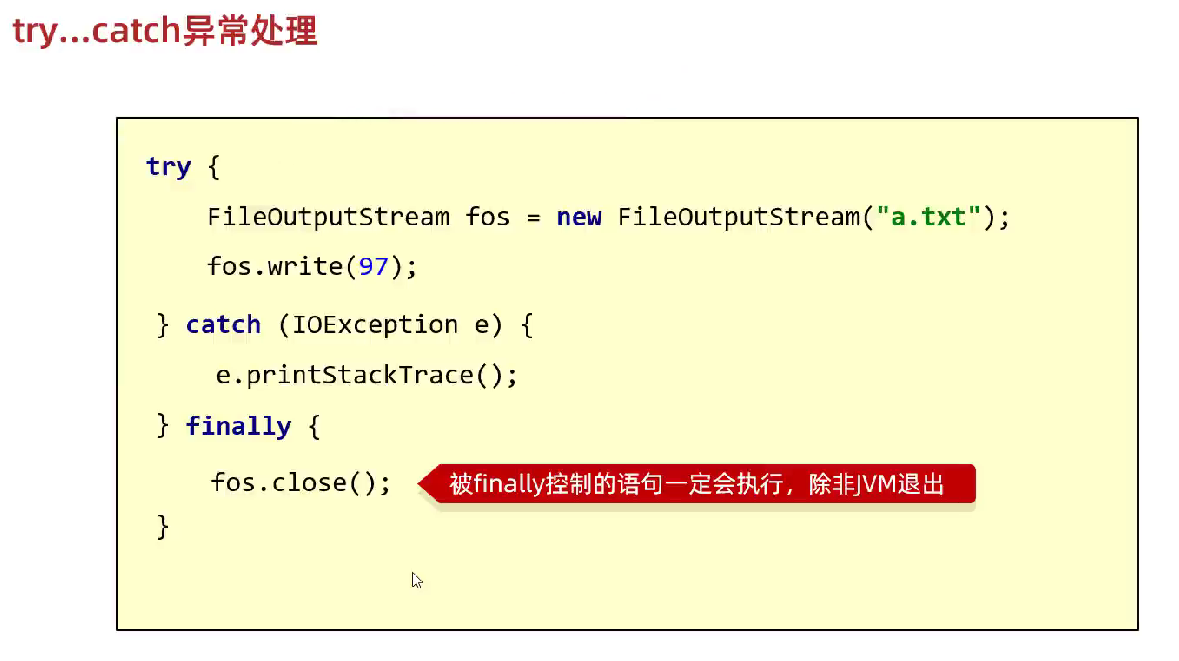 try...catch异常处理
try {
FileOutputStream fos = new FileOutputStream("a.txt");
fos.write(97);
} catch (IOException e) {
e.printStackTrace();
} finally {
fos.close();
被finally控制的语句一定会执行，除非JVM退出
}